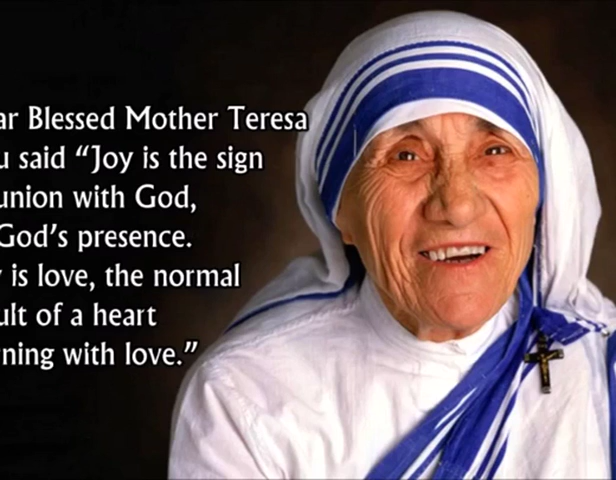 ar Blessed Mother Teresa
u said “Joy is the sign
union with God,
God’s presence.
y is love, the normal
ult of a heart
rning with love.”